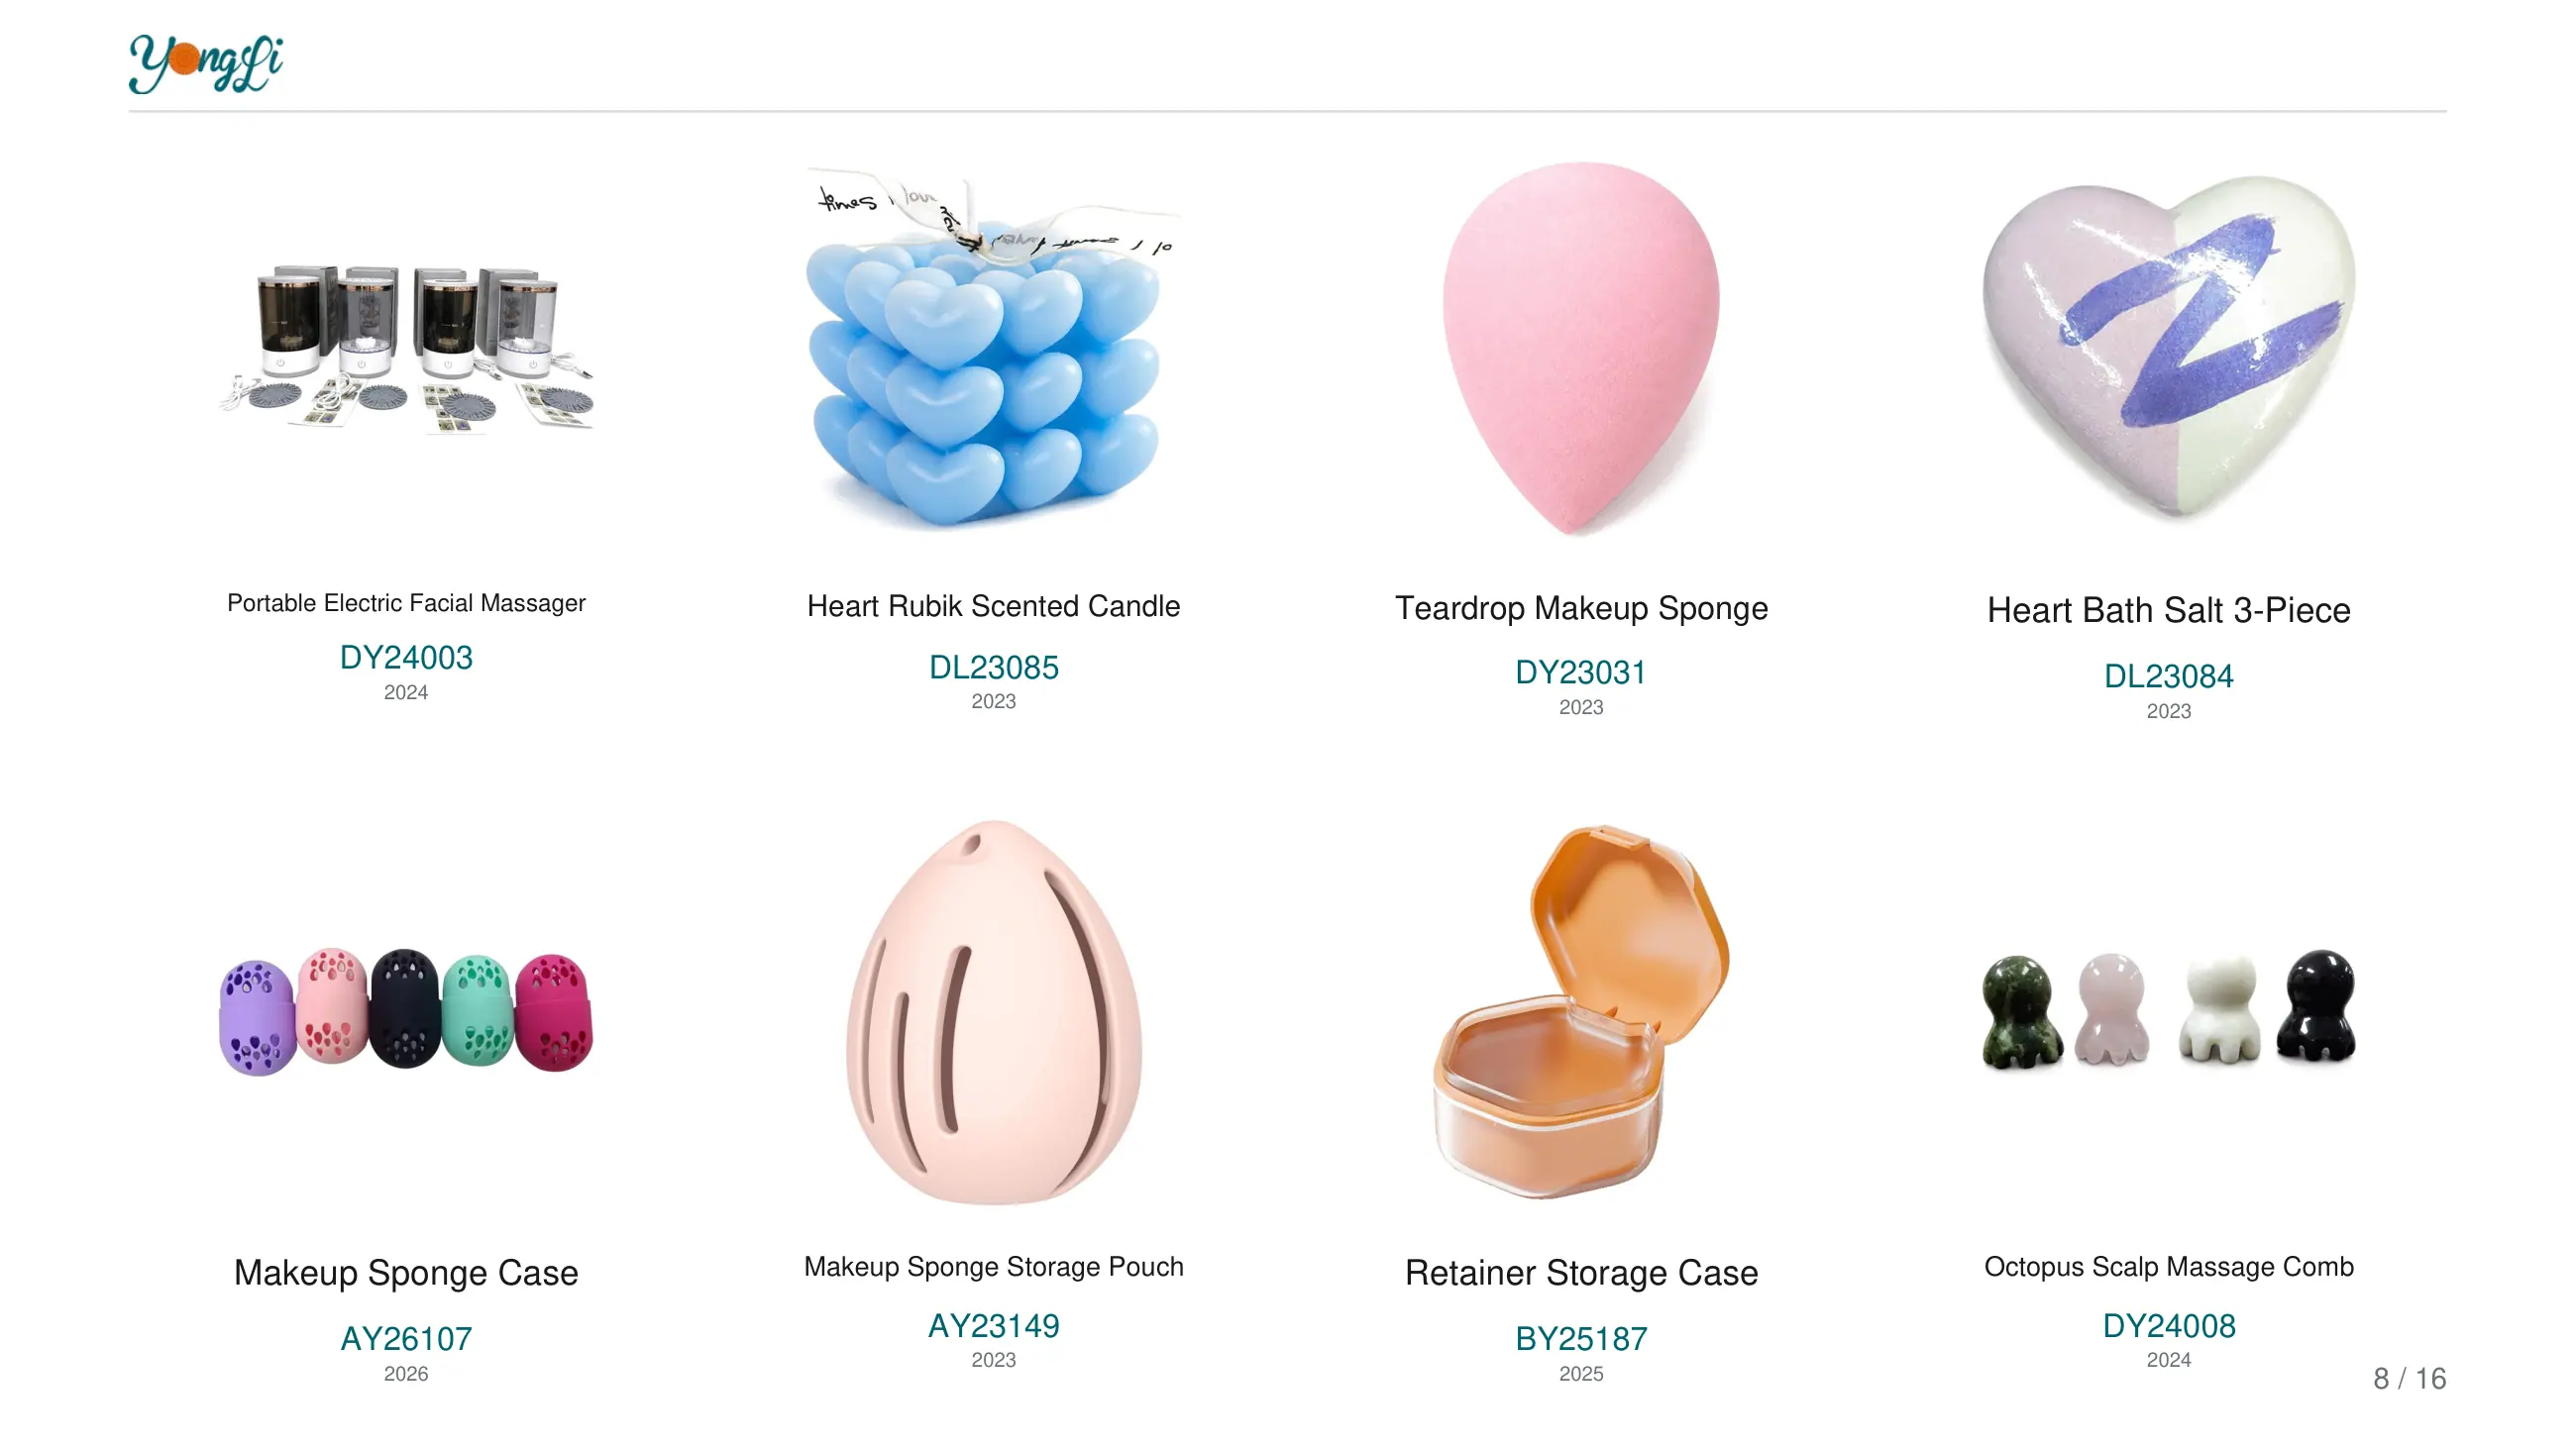 YongLi
times love
Portable Electric Facial Massager
DY24003
2024
Heart Rubik Scented Candle
DL23085
2023
Teardrop Makeup Sponge
DY23031
2023
Heart Bath Salt 3-Piece
DL23084
2023
Makeup Sponge Case
AY26107
2026
Makeup Sponge Storage Pouch
AY23149
2023
Retainer Storage Case
BY25187
2025
Octopus Scalp Massage Comb
DY24008
2024
8 / 16